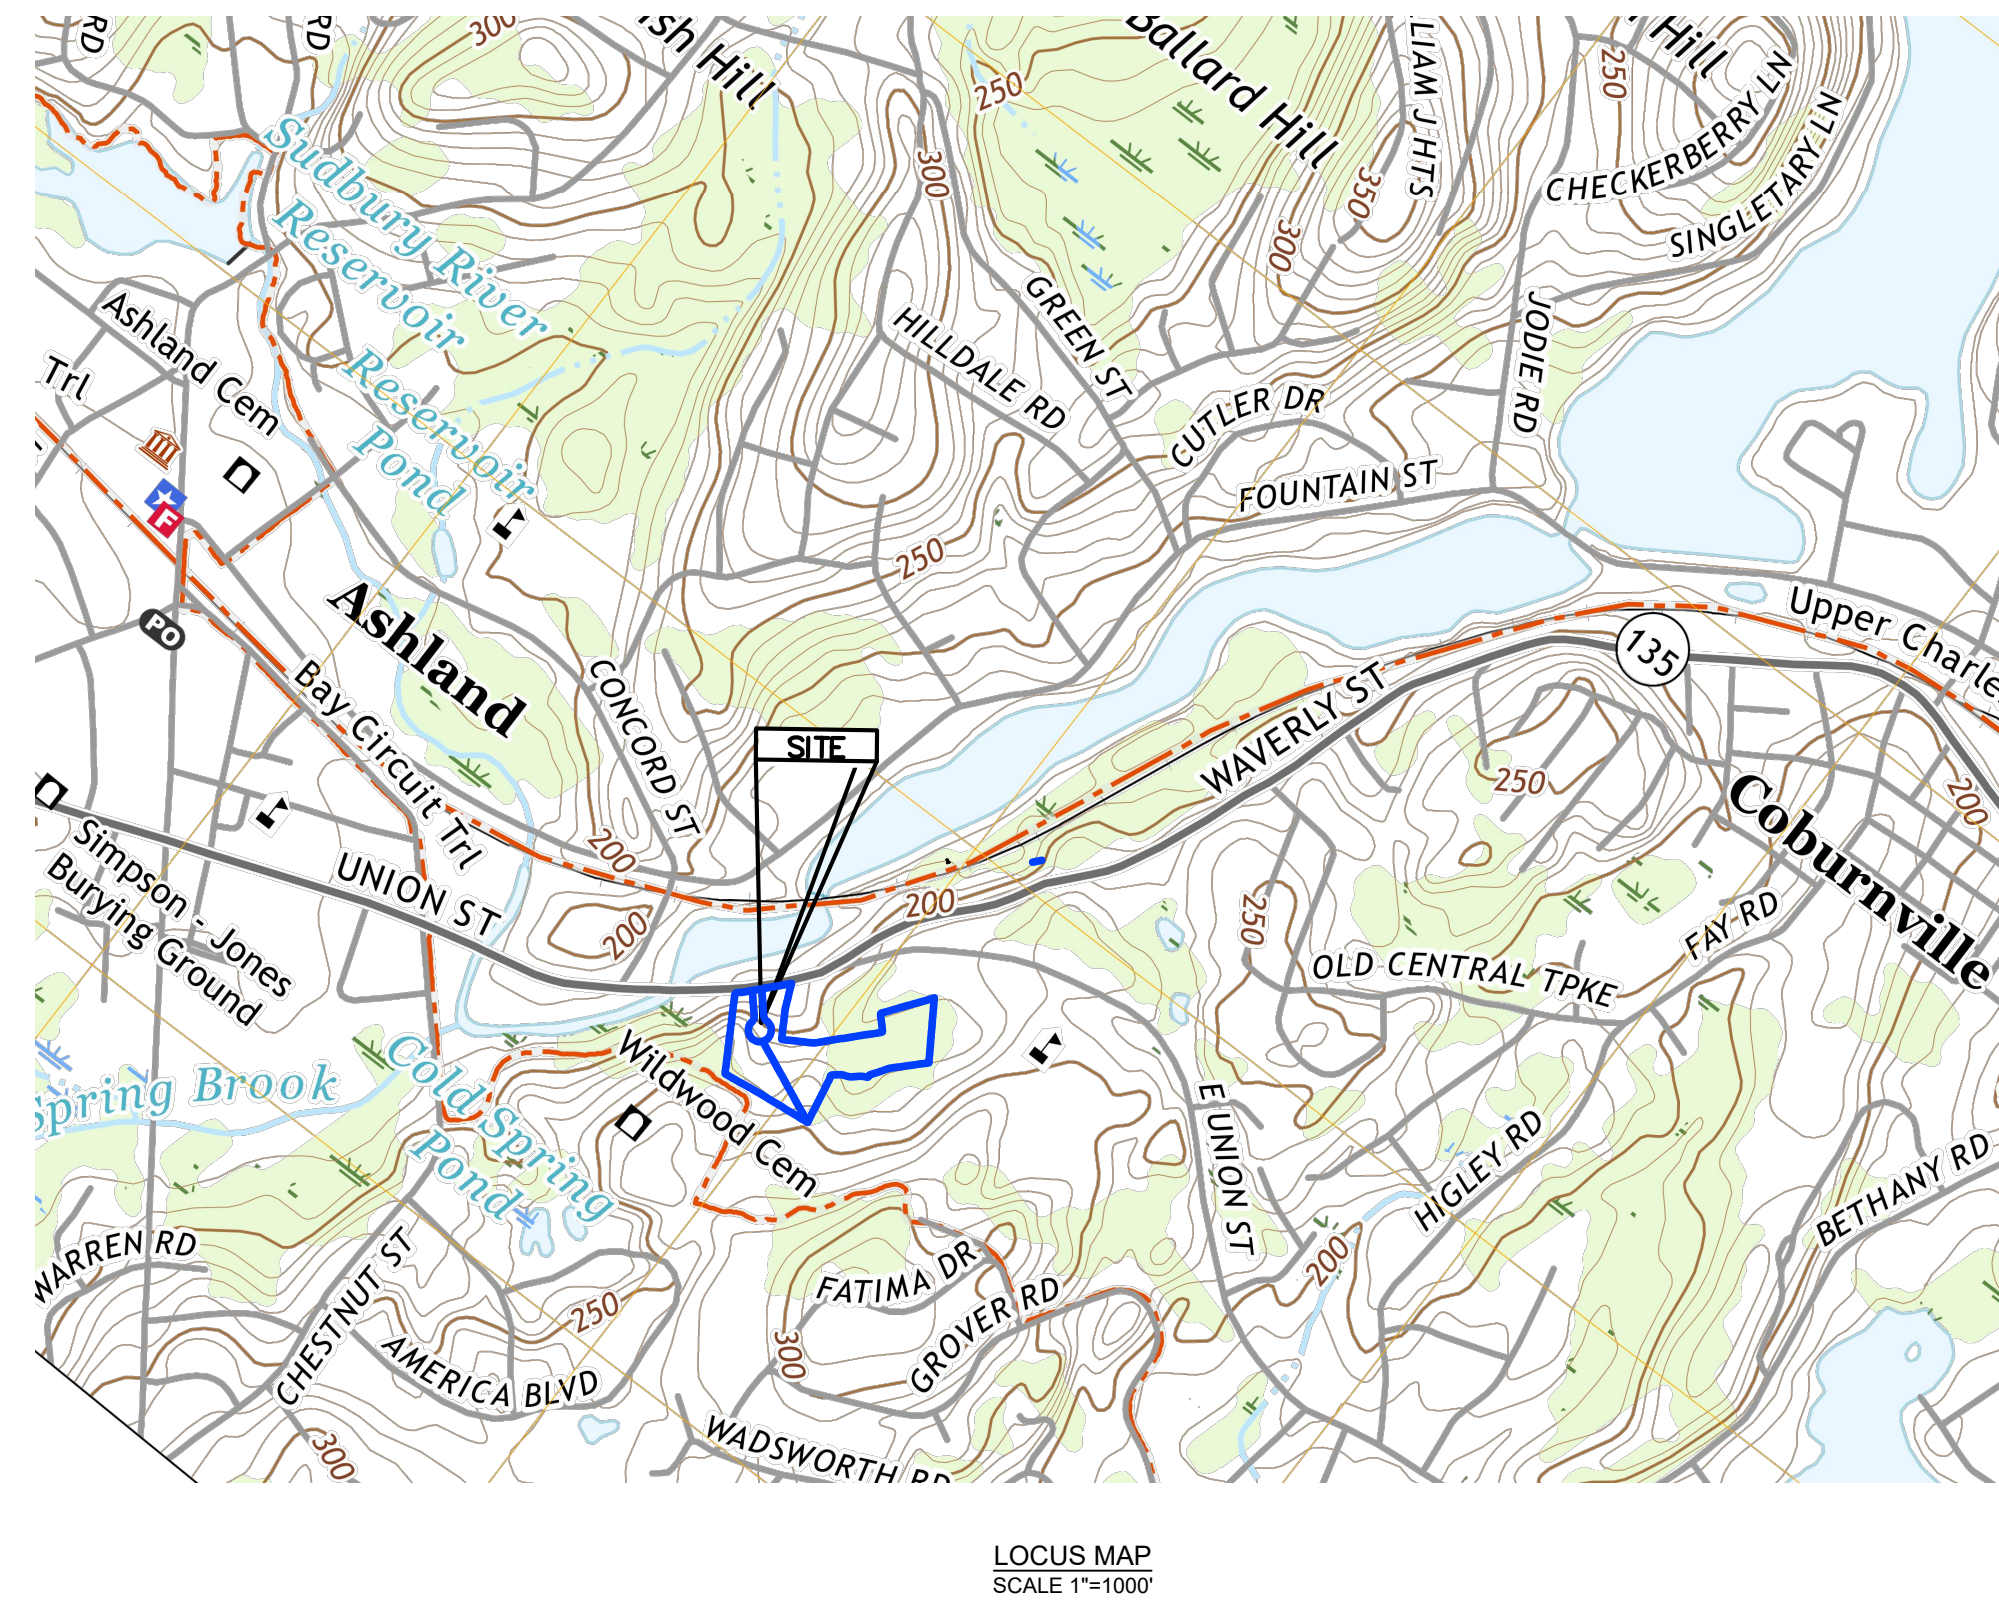 RD
RD
300
ish Hill
Ballard Hill
LIAM J HTS
Hill
250
CHECKERBERRY LN
SINGLETARY LN
250
300
350
300
Sudbury River
Reservoir
Ashland Cem
Trl
Reservoir
Pond
HILLDALE RD
GREEN ST
CUTLER DR
JODIE RD
FOUNTAIN ST
F
250
PO
Ashland
Bay Circuit Trl
CONCORD ST
SITE
WAVERLY ST
135
Upper Charle
250
Coburnville
200
Simpson - Jones
Burying Ground
UNION ST
200
200
200
250
OLD CENTRAL TPKE
FAY RD
Spring Brook
Cold Spring
Pond
Wildwood Cem
E UNION ST
HIGLEY RD
BETHANY RD
WARREN RD
CHESTNUT ST
AMERICA BLVD
250
300
FATIMA DR
GROVER RD
200
300
WADSWORTH RD
LOCUS MAP
SCALE 1"=1000'